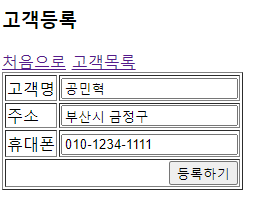 고객등록
처음으로 고객목록
고객명 공민혁
주소 부산시 금정구
휴대폰 010-1234-1111
등록하기